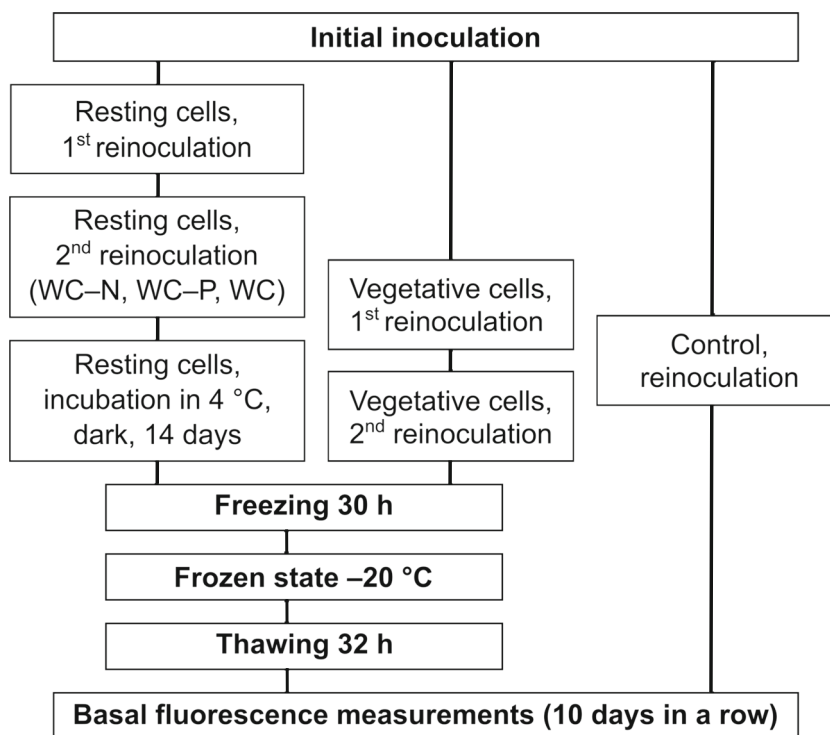 Initial inoculation
Resting cells,
1st reinoculation
Resting cells,
2nd reinoculation
(WC–N, WC–P, WC)
Resting cells,
incubation in 4 °C,
dark, 14 days
Vegetative cells,
1st reinoculation
Vegetative cells,
2nd reinoculation
Control,
reinoculation
Freezing 30 h
Frozen state –20 °C
Thawing 32 h
Basal fluorescence measurements (10 days in a row)